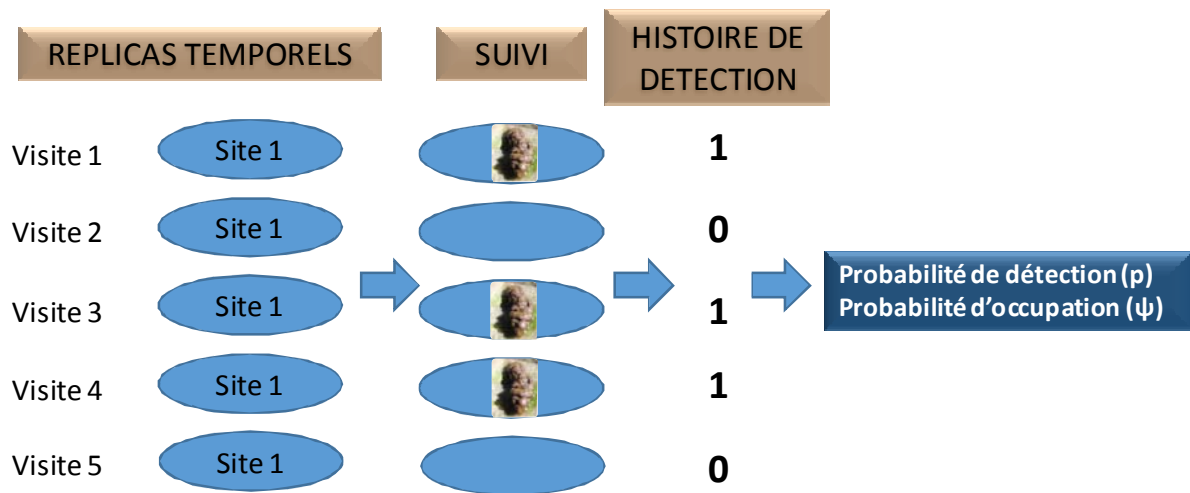 REPLICAS TEMPORELS
SUIVI
HISTOIRE DE
DETECTION
Visite 1
Site 1
1
Visite 2
Site 1
0
Visite 3
Site 1
1
Visite 4
Site 1
1
Visite 5
Site 1
0
Probabilité de détection (p)
Probabilité d’occupation (ψ)